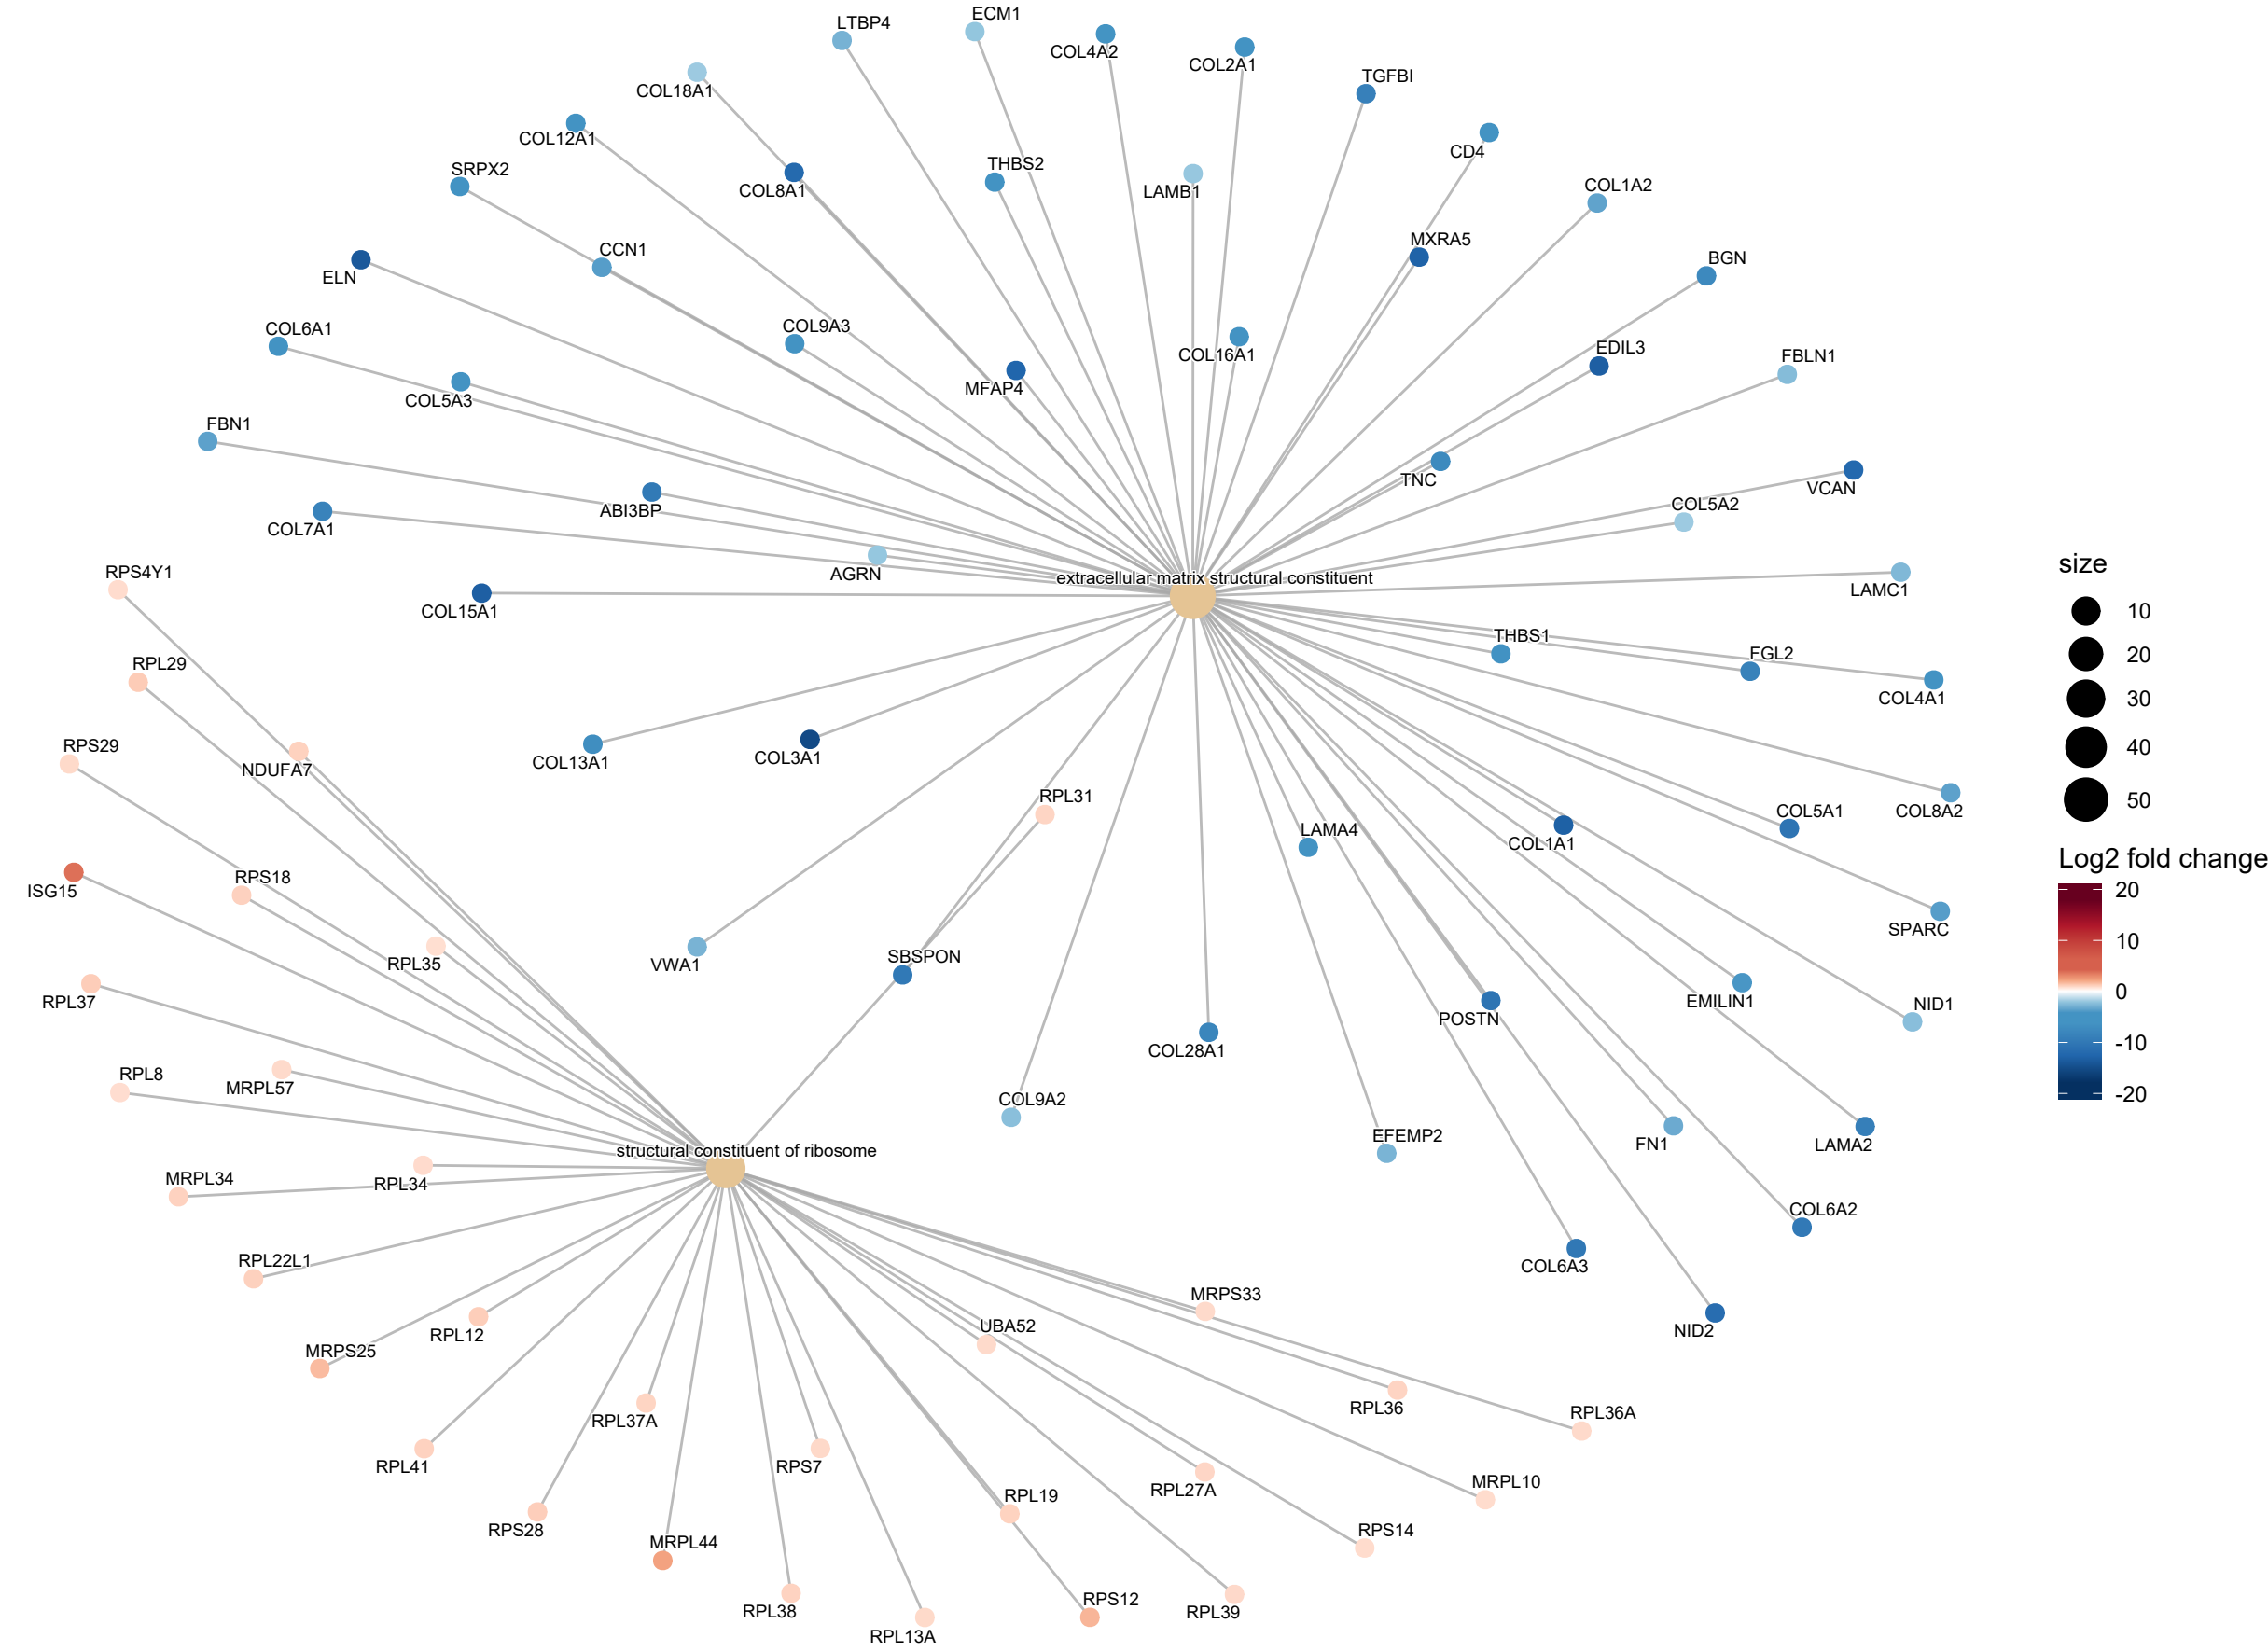 LTBP4
ECM1
COL4A2
COL2A1
TGFBI
COL18A1
COL12A1
CD4
SRPX2
COL8A1
THBS2
LAMB1
COL1A2
CCN1
MXRA5
BGN
ELN
COL6A1
COL9A3
COL16A1
EDIL3
FBLN1
COL5A3
MFAP4
FBN1
TNC
VCAN
COL7A1
ABI3BP
COL5A2
AGRN
extracellular matrix structural constituent
RPS4Y1
COL15A1
LAMC1
RPL29
THBS1
FGL2
COL4A1
RPS29
NDUFA7
COL13A1
COL3A1
RPL31
COL5A1
COL8A2
LAMA4
COL1A1
ISG15
RPS18
SPARC
RPL35
VWA1
SBSPON
RPL37
POSTN
EMILIN1
NID1
COL28A1
RPL8
MRPL57
COL9A2
EFEMP2
FN1
LAMA2
structural constituent of ribosome
MRPL34
RPL34
COL6A2
RPL22L1
COL6A3
MRPS33
UBA52
NID2
MRPS25
RPL12
RPL36
RPL36A
RPL37A
RPL41
RPS7
RPL27A
MRPL10
RPL19
RPS28
MRPL44
RPS14
RPL38
RPL13A
RPS12
RPL39
size
10
20
30
40
50
Log2 fold change
20
10
0
-10
-20